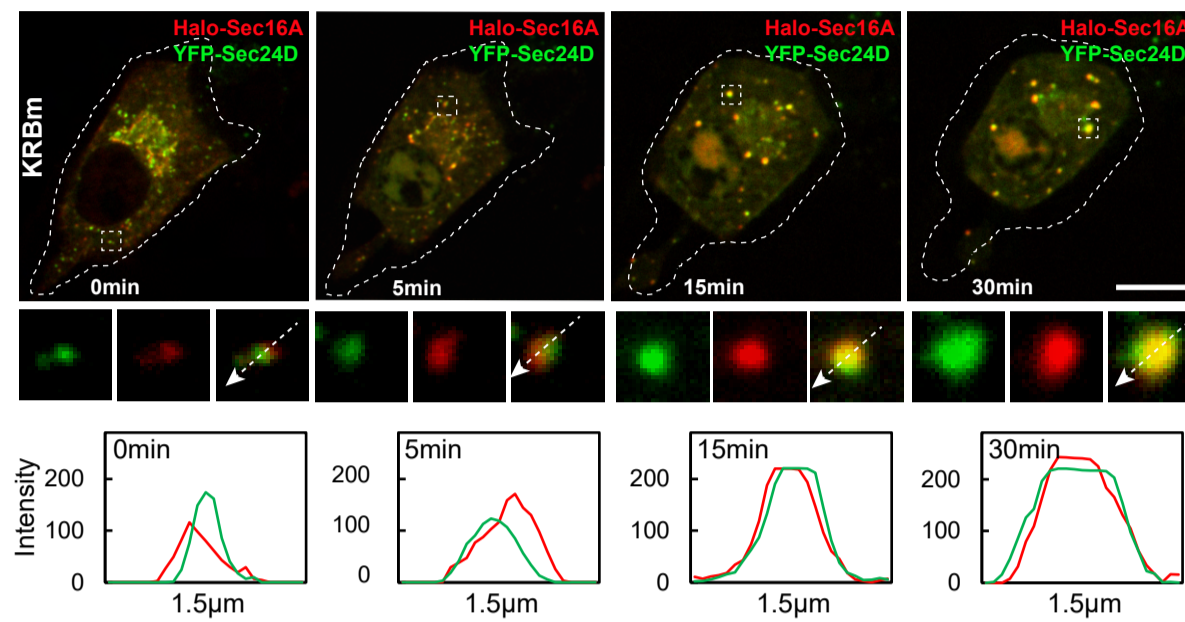 Halo-Sec16A
YFP-Sec24D
Halo-Sec16A
YFP-Sec24D
Halo-Sec16A
YFP-Sec24D
Halo-Sec16A
YFP-Sec24D
KRBm
0min
5min
15min
30min
0min
5min
15min
30min
Intensity
200
100
0
200
100
0
200
100
0
200
100
0
1.5µm
1.5µm
1.5µm
1.5µm